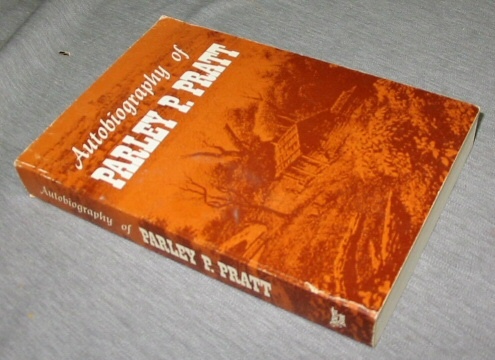 Autobiography of
PARLEY P. PRATT
Autobiography of PARLEY P. PRATT